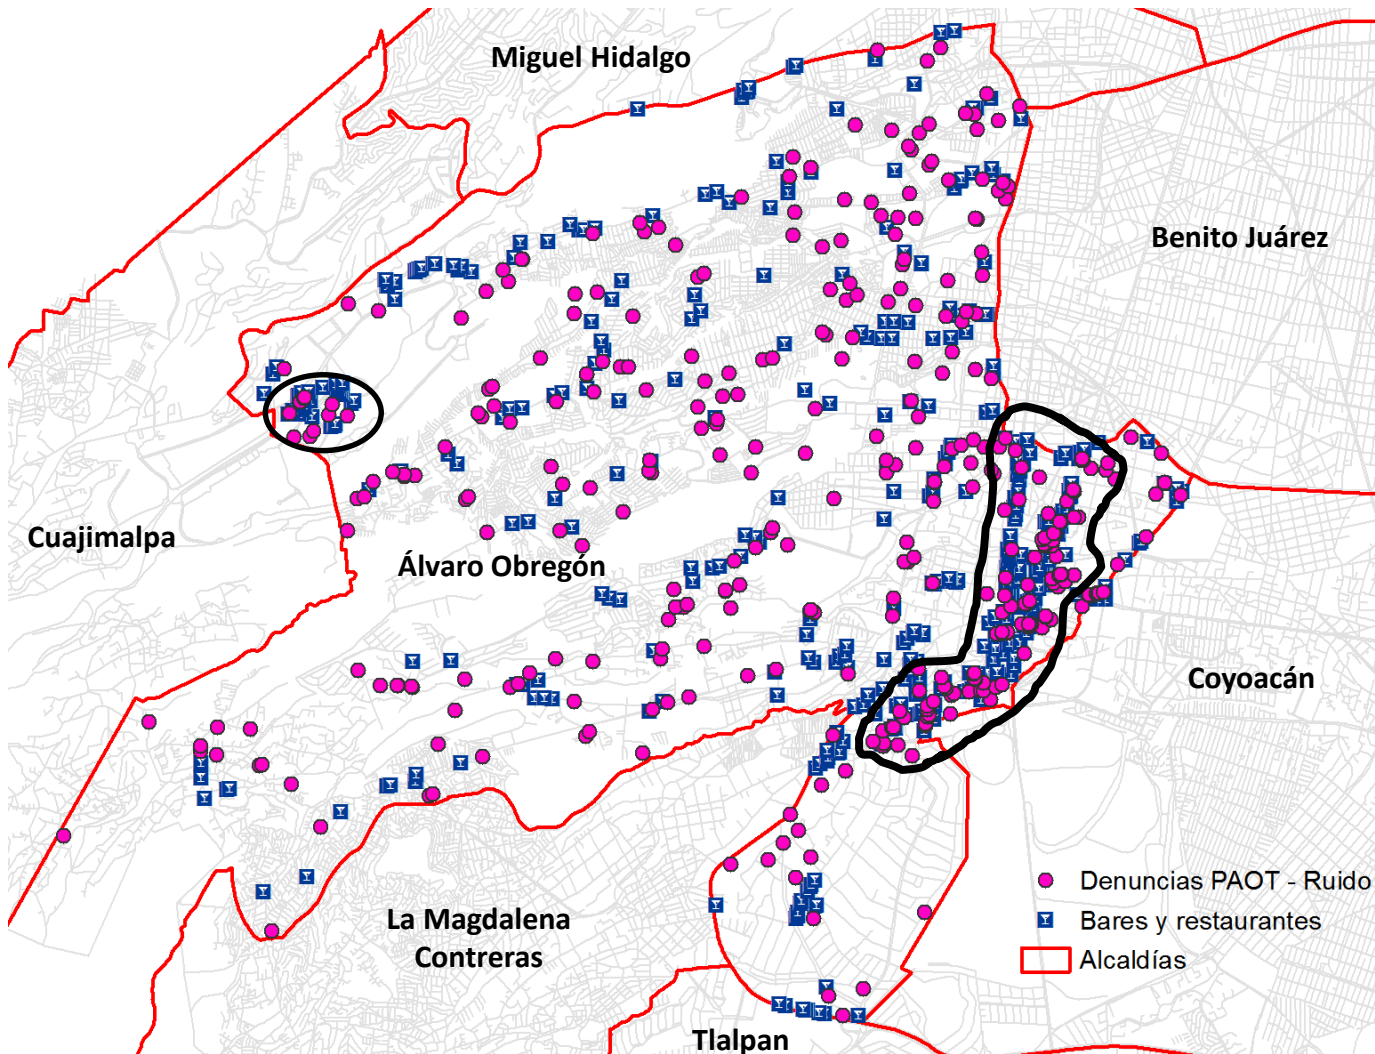 Miguel Hidalgo
Benito Juárez
Cuajimalpa
Álvaro Obregón
Coyoacán
La Magdalena
Contreras
Tlalpan
Denuncias PAOT - Ruido
Bares y restaurantes
Alcaldías